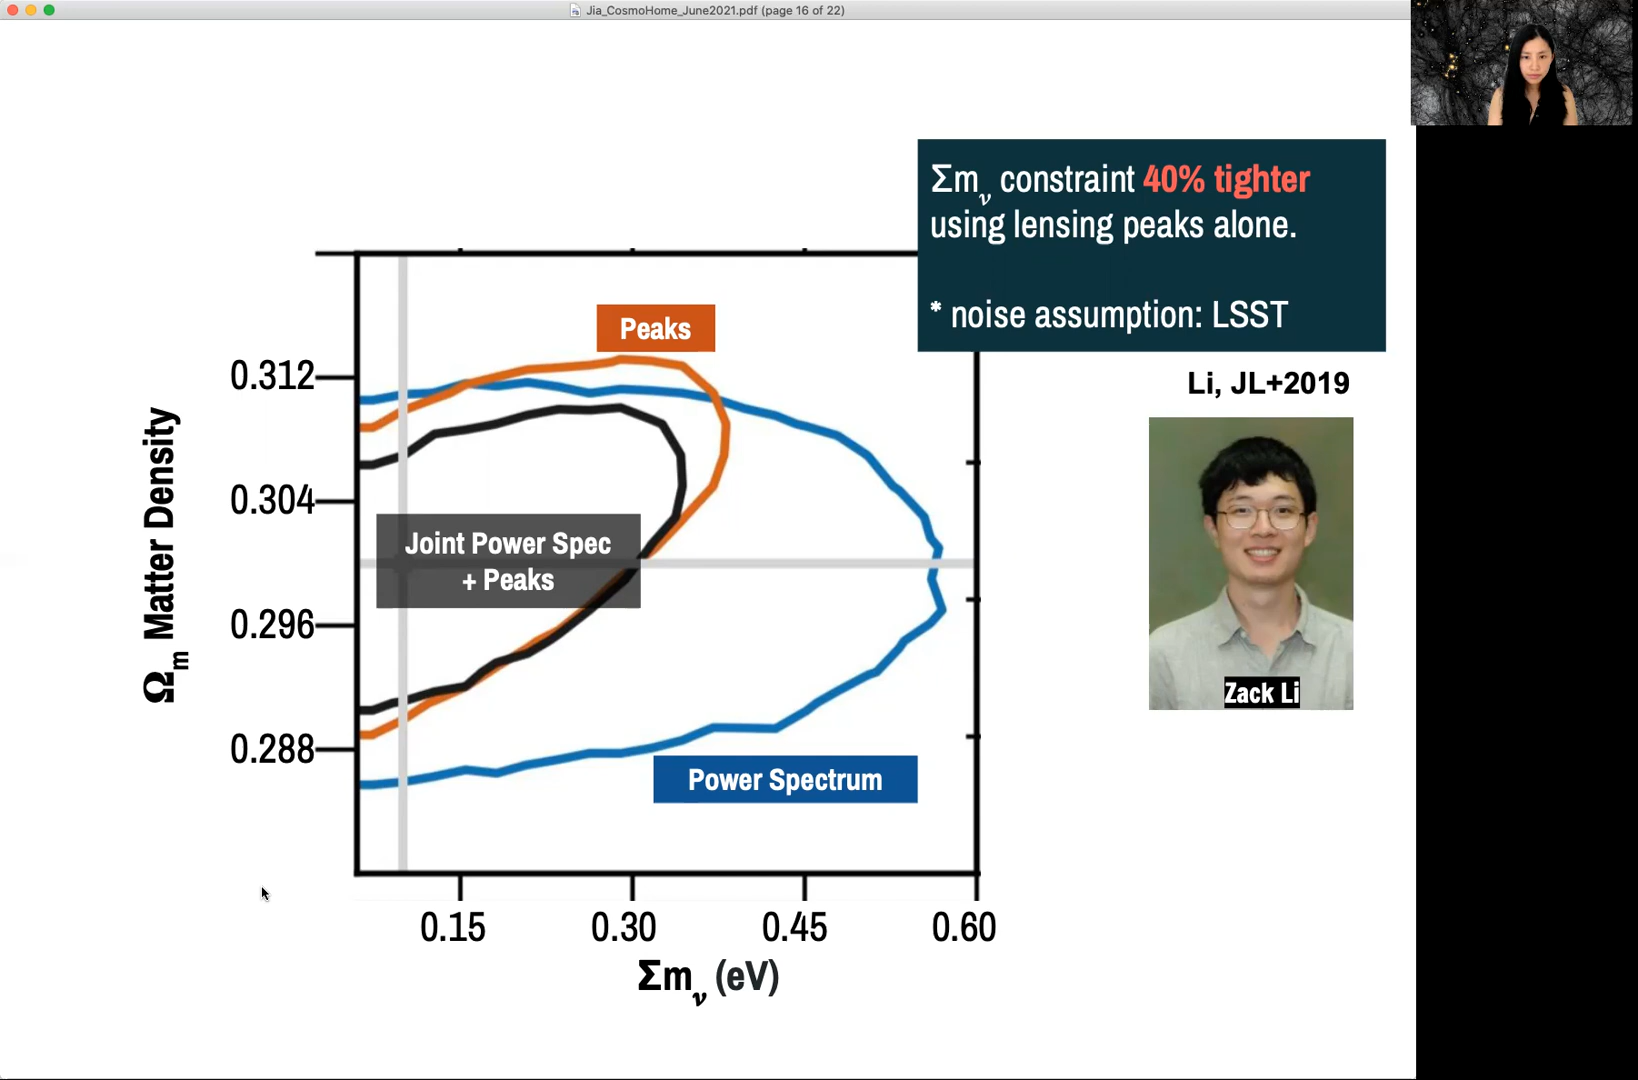 Jia_CosmoHome_June2021.pdf (page 16 of 22)
Σmν constraint 40% tighter
using lensing peaks alone.
* noise assumption: LSST
Li, JL+2019
Zack Li
Peaks
Joint Power Spec
+ Peaks
Power Spectrum
Ωm Matter Density
0.312
0.304
0.296
0.288
0.15
0.30
0.45
0.60
Σmν (eV)